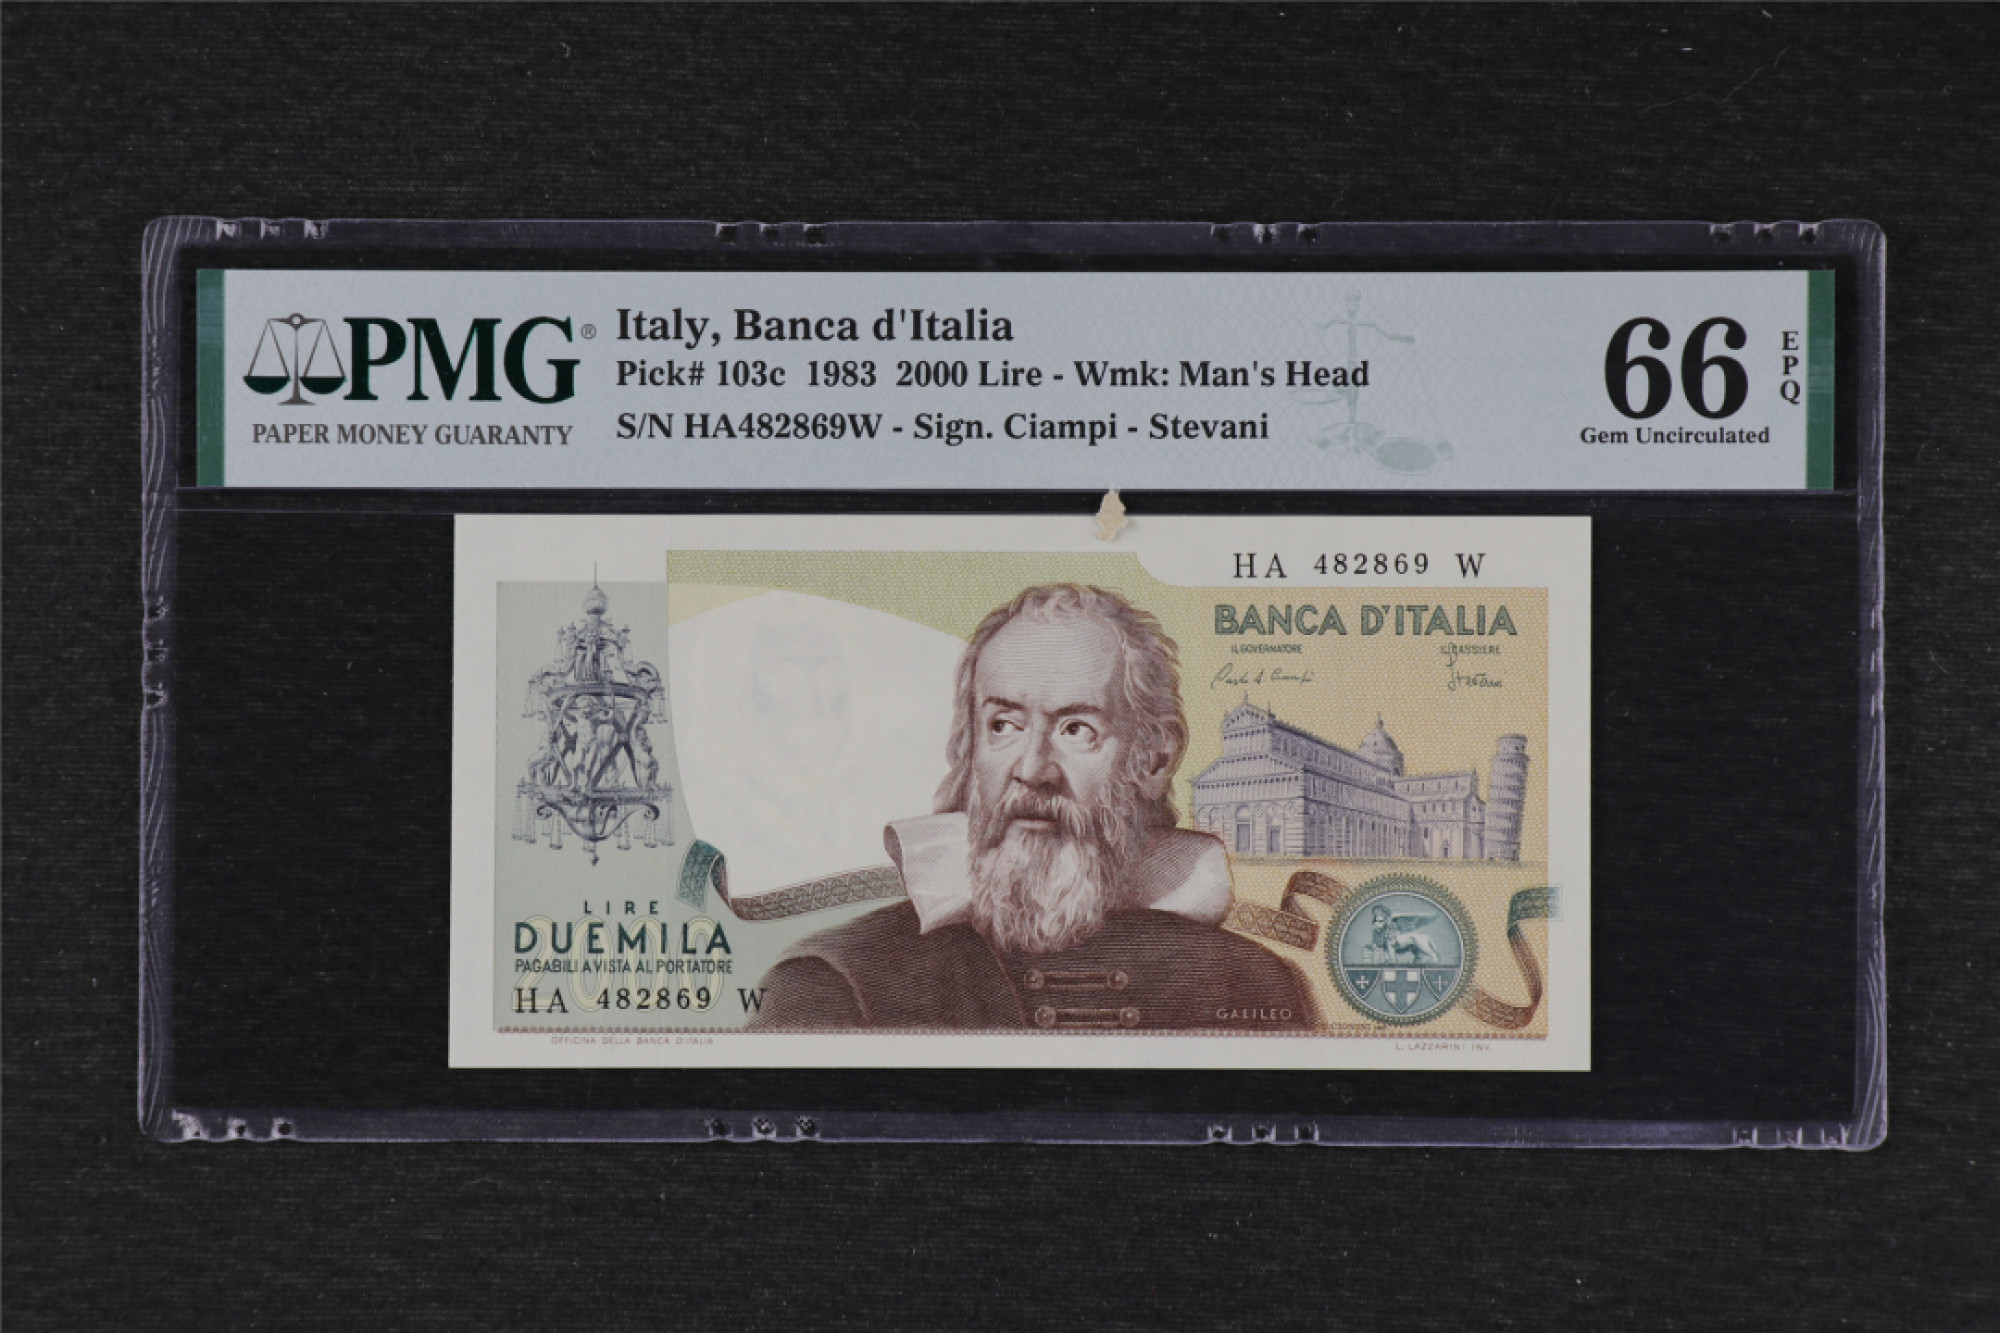 PMG®
PAPER MONEY GUARANTY
Italy, Banca d'Italia
Pick# 103c 1983 2000 Lire - Wmk: Man's Head
S/N HA482869W - Sign. Ciampi - Stevani
66 EPQ
Gem Uncirculated
HA 482869 W
BANCA D'ITALIA
IL GOVERNATORE IL CASSIERE
LIRE
2000
DUEMILA
PAGABILI A VISTA AL PORTATORE
HA 482869 W
GALILEO
OFFICINA DELLA BANCA D'ITALIA
L. LAZZARINI INV.